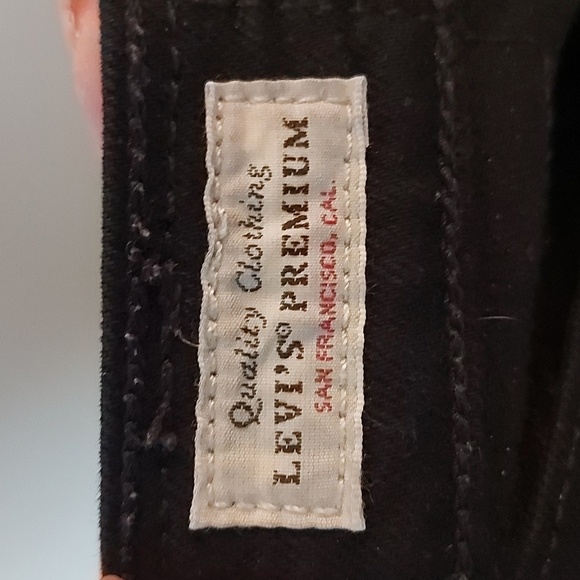 Quality Clothing
LEVI'S® PREMIUM
SAN FRANCISCO, CAL.